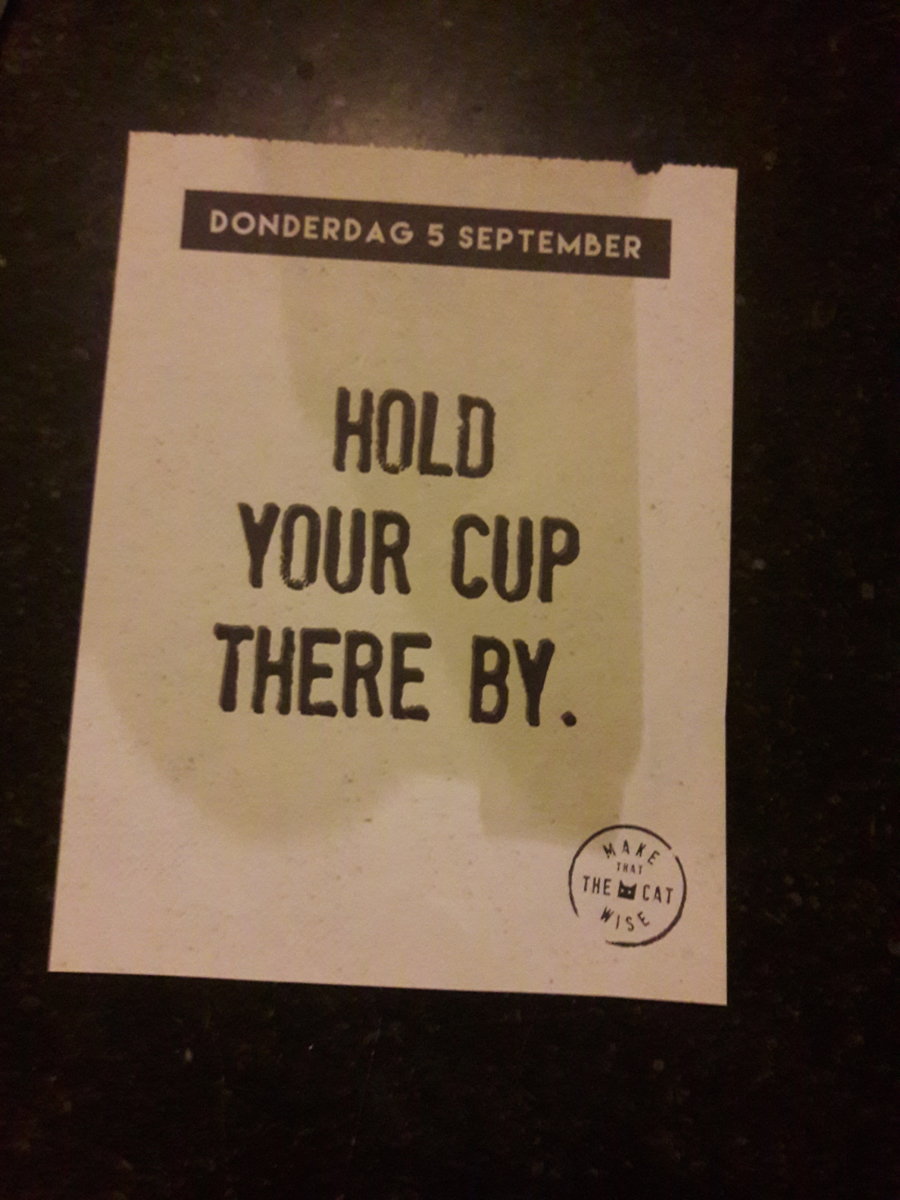 DONDERDAG 5 SEPTEMBER
HOLD
YOUR CUP
THERE BY.
MAKE
THAT
THE CAT
WISE